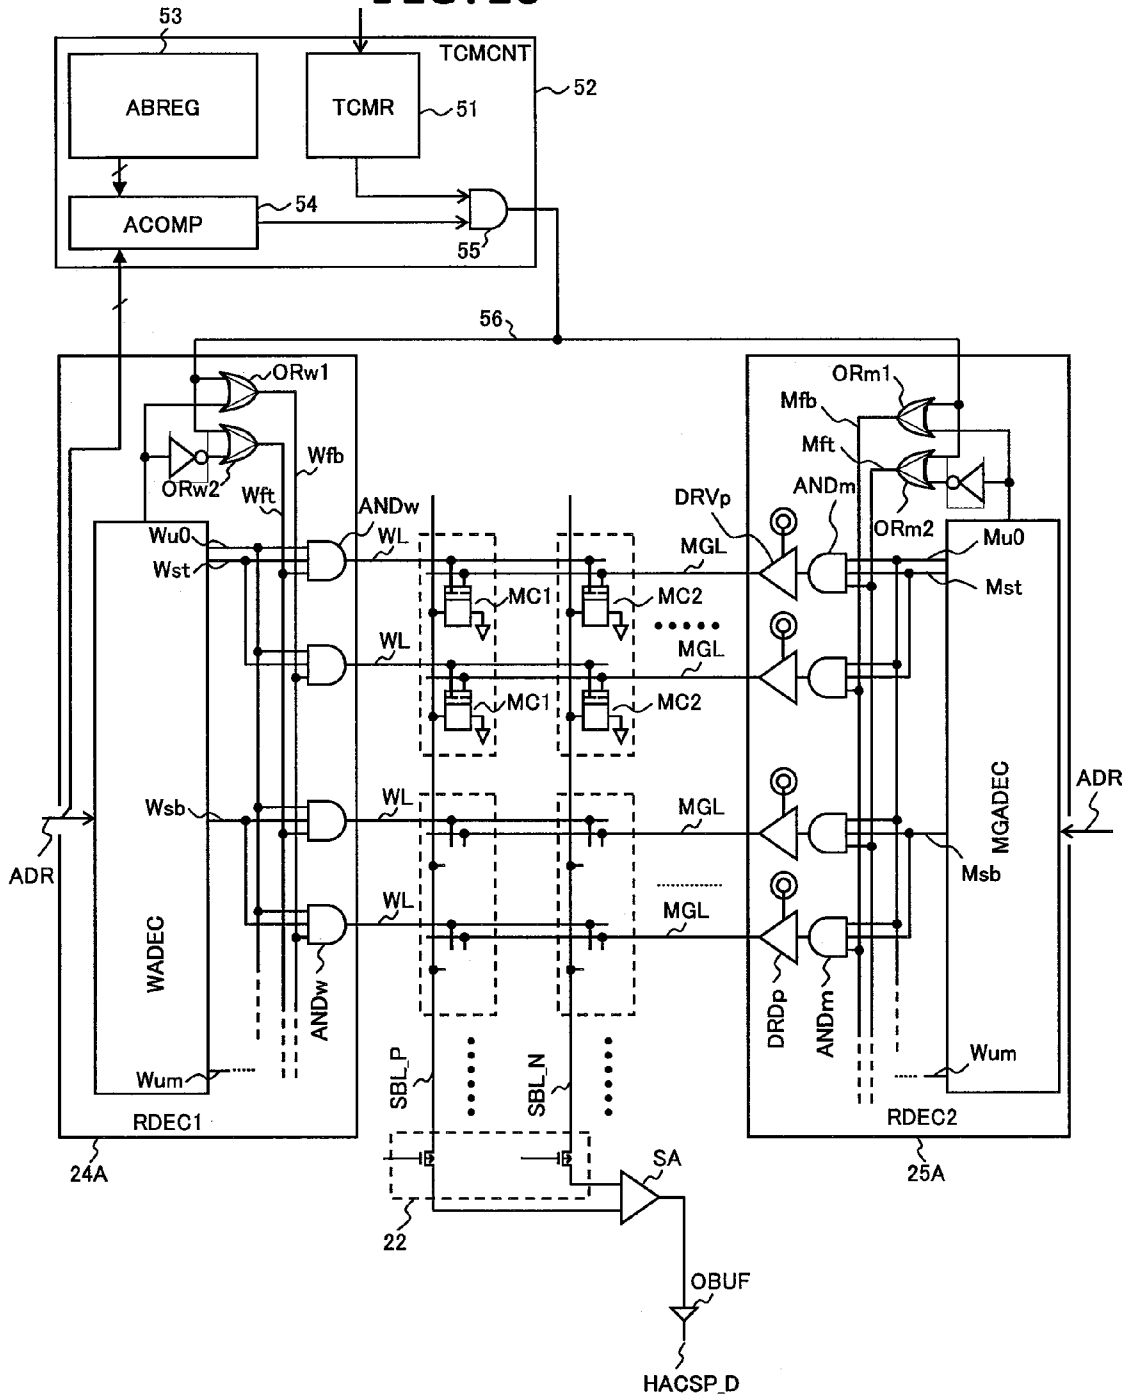 53
TCMCNT
ABREG
TCMR
51
52
ACOMP
54
55
56
ORw1
ORm1
Mfb
Mft
Wfb
ORw2
Wft
ANDw
DRVp
ANDm
ORm2
Wu0
WL
MGL
Mu0
Wst
Mst
MC1
MC2
WL
MGL
MC1
MC2
Wsb
WL
MGL
ADR
ADR
MGADEC
Msb
WL
MGL
WADEC
ANDw
DRDp
ANDm
SBL_P
SBL_N
Wum
Wum
RDEC1
RDEC2
24A
25A
SA
22
OBUF
HACSP_D